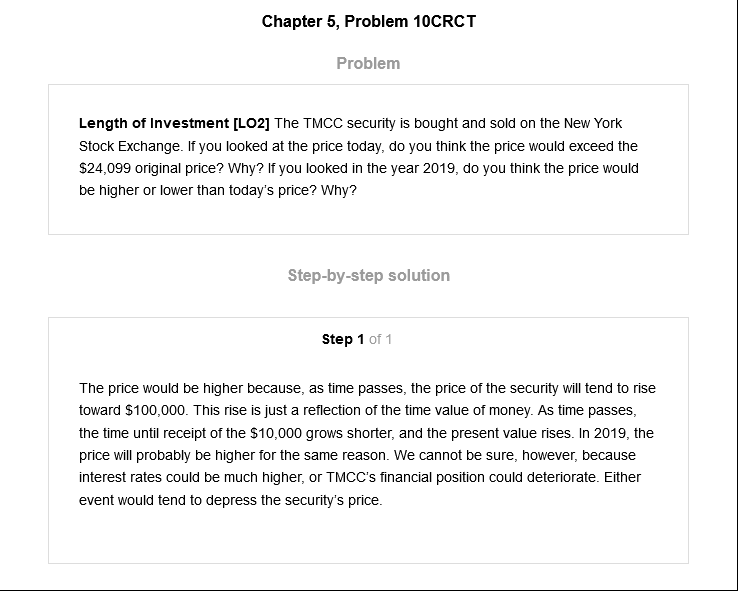 Chapter 5, Problem 10CRCT
Problem
Length of Investment [LO2] The TMCC security is bought and sold on the New York
Stock Exchange. If you looked at the price today, do you think the price would exceed the
$24,099 original price? Why? If you looked in the year 2019, do you think the price would
be higher or lower than today's price? Why?
Step-by-step solution
Step 1 of 1
The price would be higher because, as time passes, the price of the security will tend to rise
toward $100,000. This rise is just a reflection of the time value of money. As time passes,
the time until receipt of the $10,000 grows shorter, and the present value rises. In 2019, the
price will probably be higher for the same reason. We cannot be sure, however, because
interest rates could be much higher, or TMCC's financial position could deteriorate. Either
event would tend to depress the security's price.